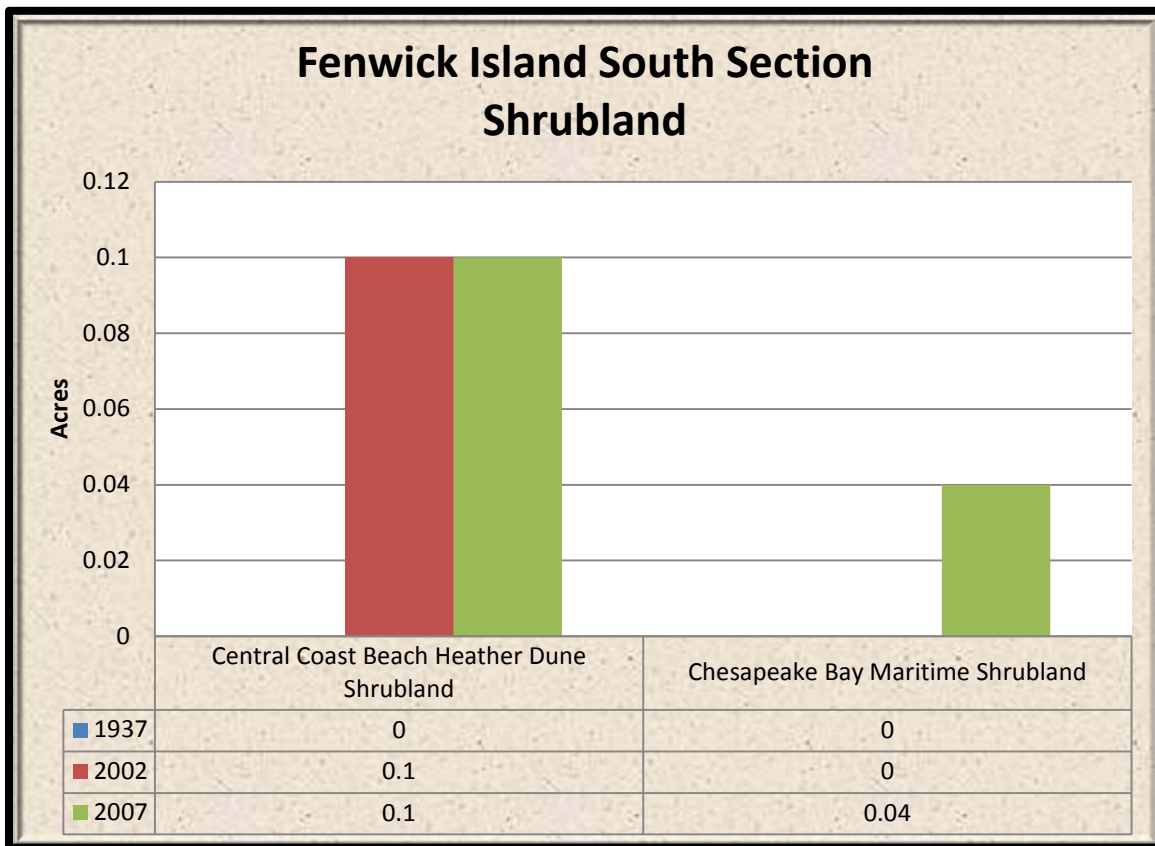 Fenwick Island South Section
Shrubland
0.12
0.1
0.08
0.06
0.04
0.02
0
Acres
Central Coast Beach Heather Dune
Shrubland
Chesapeake Bay Maritime Shrubland
1937 0 0
2002 0.1 0
2007 0.1 0.04